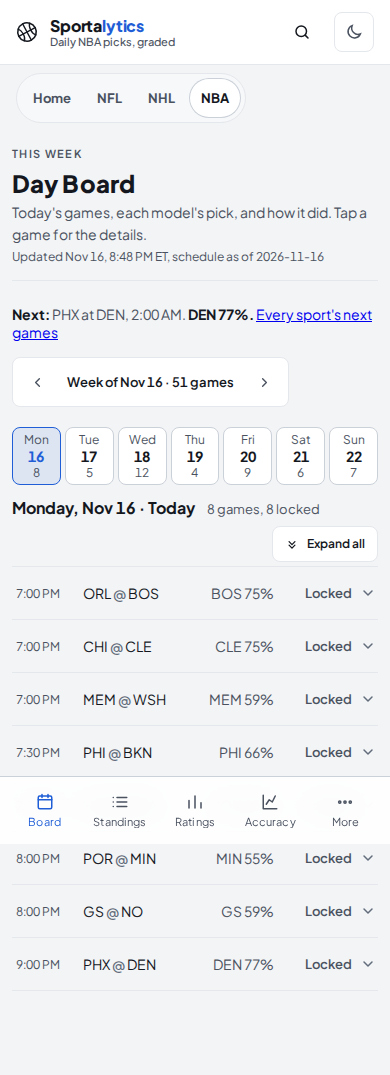 Sportalytics
Daily NBA picks, graded
Home NFL NHL NBA
THIS WEEK
Day Board
Today's games, each model's pick, and how it did. Tap a
game for the details.
Updated Nov 16, 8:48 PM ET, schedule as of 2026-11-16
Next: PHX at DEN, 2:00 AM. DEN 77%. Every sport's next
games
Week of Nov 16 · 51 games
Mon Tue Wed Thu Fri Sat Sun
16 17 18 19 20 21 22
8 5 12 4 9 6 7
Monday, Nov 16 · Today 8 games, 8 locked
Expand all
7:00 PM ORL @ BOS BOS 75% Locked
7:00 PM CHI @ CLE CLE 75% Locked
7:00 PM MEM @ WSH MEM 59% Locked
7:30 PM PHI @ BKN PHI 66% Locked
Board Standings Ratings Accuracy More
8:00 PM POR @ MIN MIN 55% Locked
8:00 PM GS @ NO GS 59% Locked
9:00 PM PHX @ DEN DEN 77% Locked